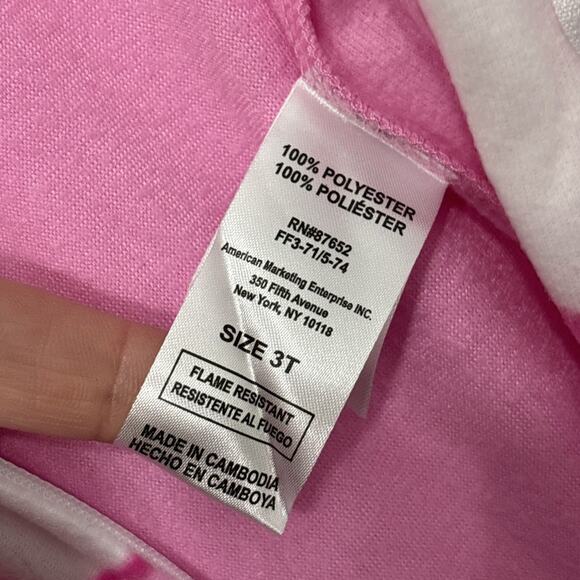 100% POLYESTER
100% POLIÉSTER
RN#87652
FF3-71/5-74
American Marketing Enterprise INC.
350 Fifth Avenue
New York, NY 10118
SIZE 3T
FLAME RESISTANT
RESISTENTE AL FUEGO
MADE IN CAMBODIA
HECHO EN CAMBOYA